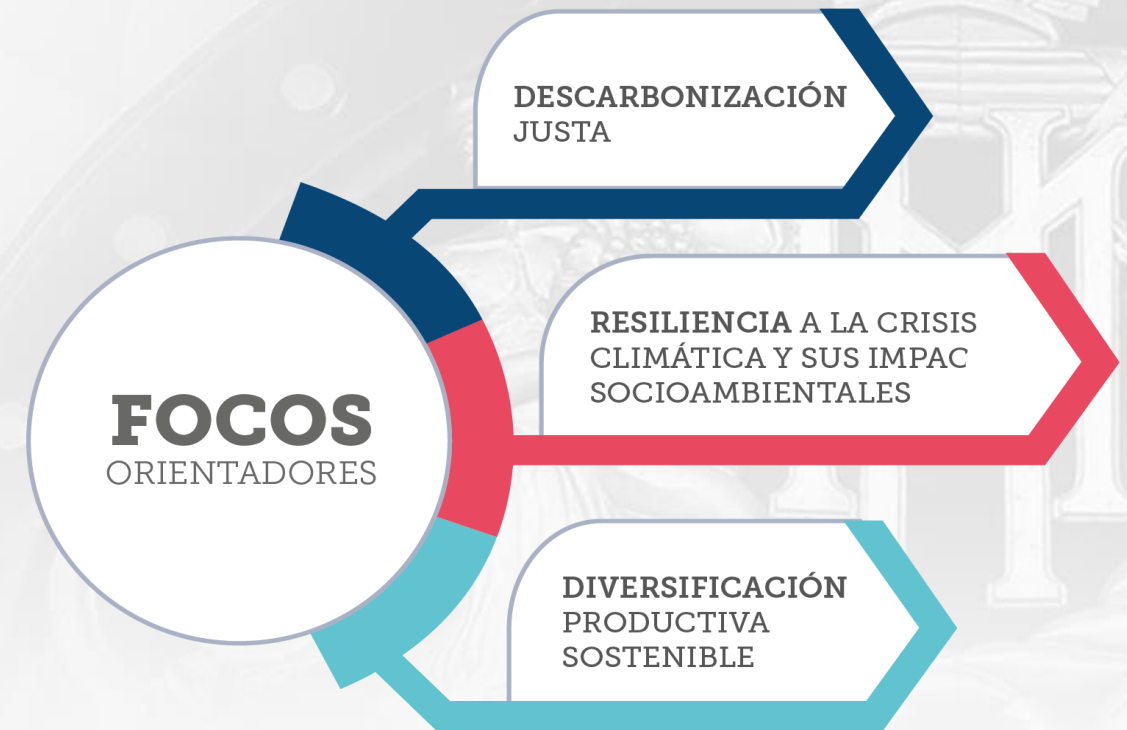 DESCARBONIZACIÓN
JUSTA
RESILIENCIA A LA CRISIS
CLIMÁTICA Y SUS IMPAC
SOCIOAMBIENTALES
FOCOS
ORIENTADORES
DIVERSIFICACIÓN
PRODUCTIVA
SOSTENIBLE